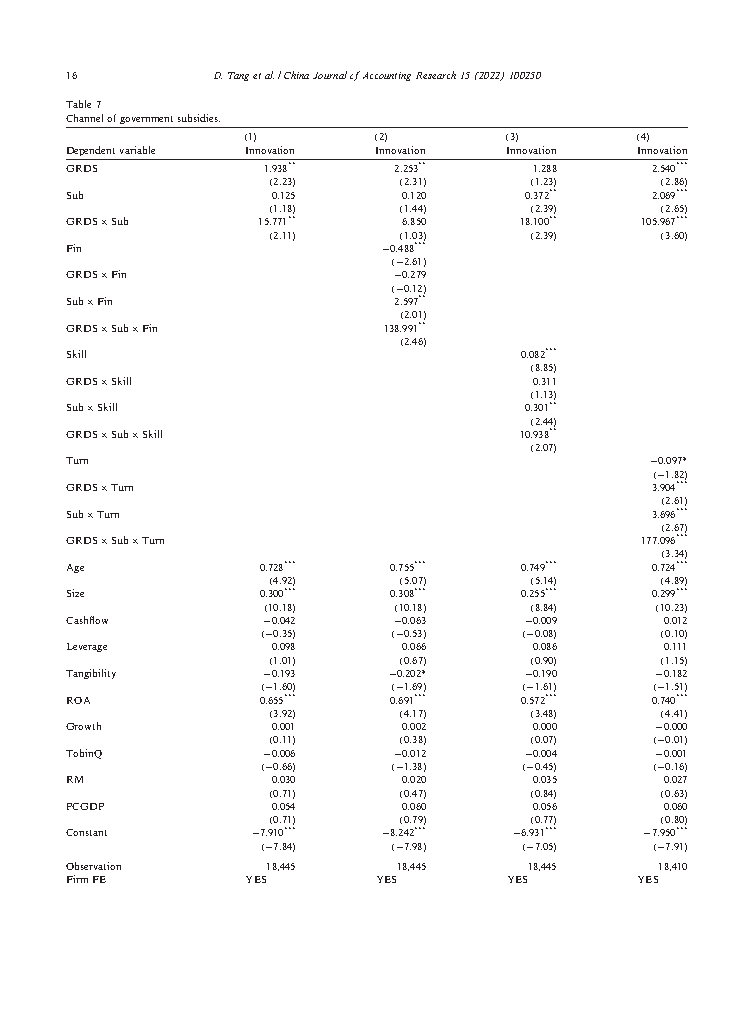 16 D. Tang et al. / China Journal of Accounting Research 15 (2022) 100250
Table 7
Channel of government subsidies.
(1) (2) (3) (4)
Dependent variable Innovation Innovation Innovation Innovation
GRDS 1.938** 2.253** 1.288 2.540***
(2.23) (2.31) (1.23) (2.86)
Sub 0.125 0.120 0.372** 2.069***
(1.18) (1.44) (2.39) (2.65)
GRDS × Sub 15.771** 6.850 18.100** 105.967***
(2.11) (1.03) (2.39) (3.60)
Fin −0.488***
(−2.61)
GRDS × Fin −0.279
(−0.12)
Sub × Fin 2.597**
(2.01)
GRDS × Sub × Fin 138.991**
(2.46)
Skill 0.082***
(8.85)
GRDS × Skill 0.311
(1.13)
Sub × Skill 0.301**
(2.44)
GRDS × Sub × Skill 10.938**
(2.07)
Turn −0.097*
(−1.82)
GRDS × Turn 3.904***
(2.61)
Sub × Turn 3.696***
(2.67)
GRDS × Sub × Turn 177.096***
(3.34)
Age 0.728*** 0.755*** 0.749*** 0.724***
(4.92) (5.07) (5.14) (4.89)
Size 0.300*** 0.308*** 0.255*** 0.299***
(10.18) (10.18) (8.84) (10.23)
Cashflow −0.042 −0.063 −0.009 0.012
(−0.35) (−0.53) (−0.08) (0.10)
Leverage 0.098 0.066 0.086 0.111
(1.01) (0.67) (0.90) (1.15)
Tangibility −0.193 −0.202* −0.190 −0.182
(−1.60) (−1.69) (−1.61) (−1.51)
ROA 0.655*** 0.691*** 0.572*** 0.740***
(3.92) (4.17) (3.48) (4.41)
Growth 0.001 0.002 0.000 −0.000
(0.11) (0.38) (0.07) (−0.01)
TobinQ −0.006 −0.012 −0.004 −0.001
(−0.66) (−1.38) (−0.45) (−0.16)
RM 0.030 0.020 0.035 0.027
(0.71) (0.47) (0.84) (0.63)
PCGDP 0.054 0.060 0.056 0.060
(0.71) (0.79) (0.77) (0.80)
Constant −7.910*** −8.242*** −6.931*** −7.950***
(−7.84) (−7.98) (−7.05) (−7.91)
Observation 18,445 18,445 18,445 18,410
Firm FE YES YES YES YES